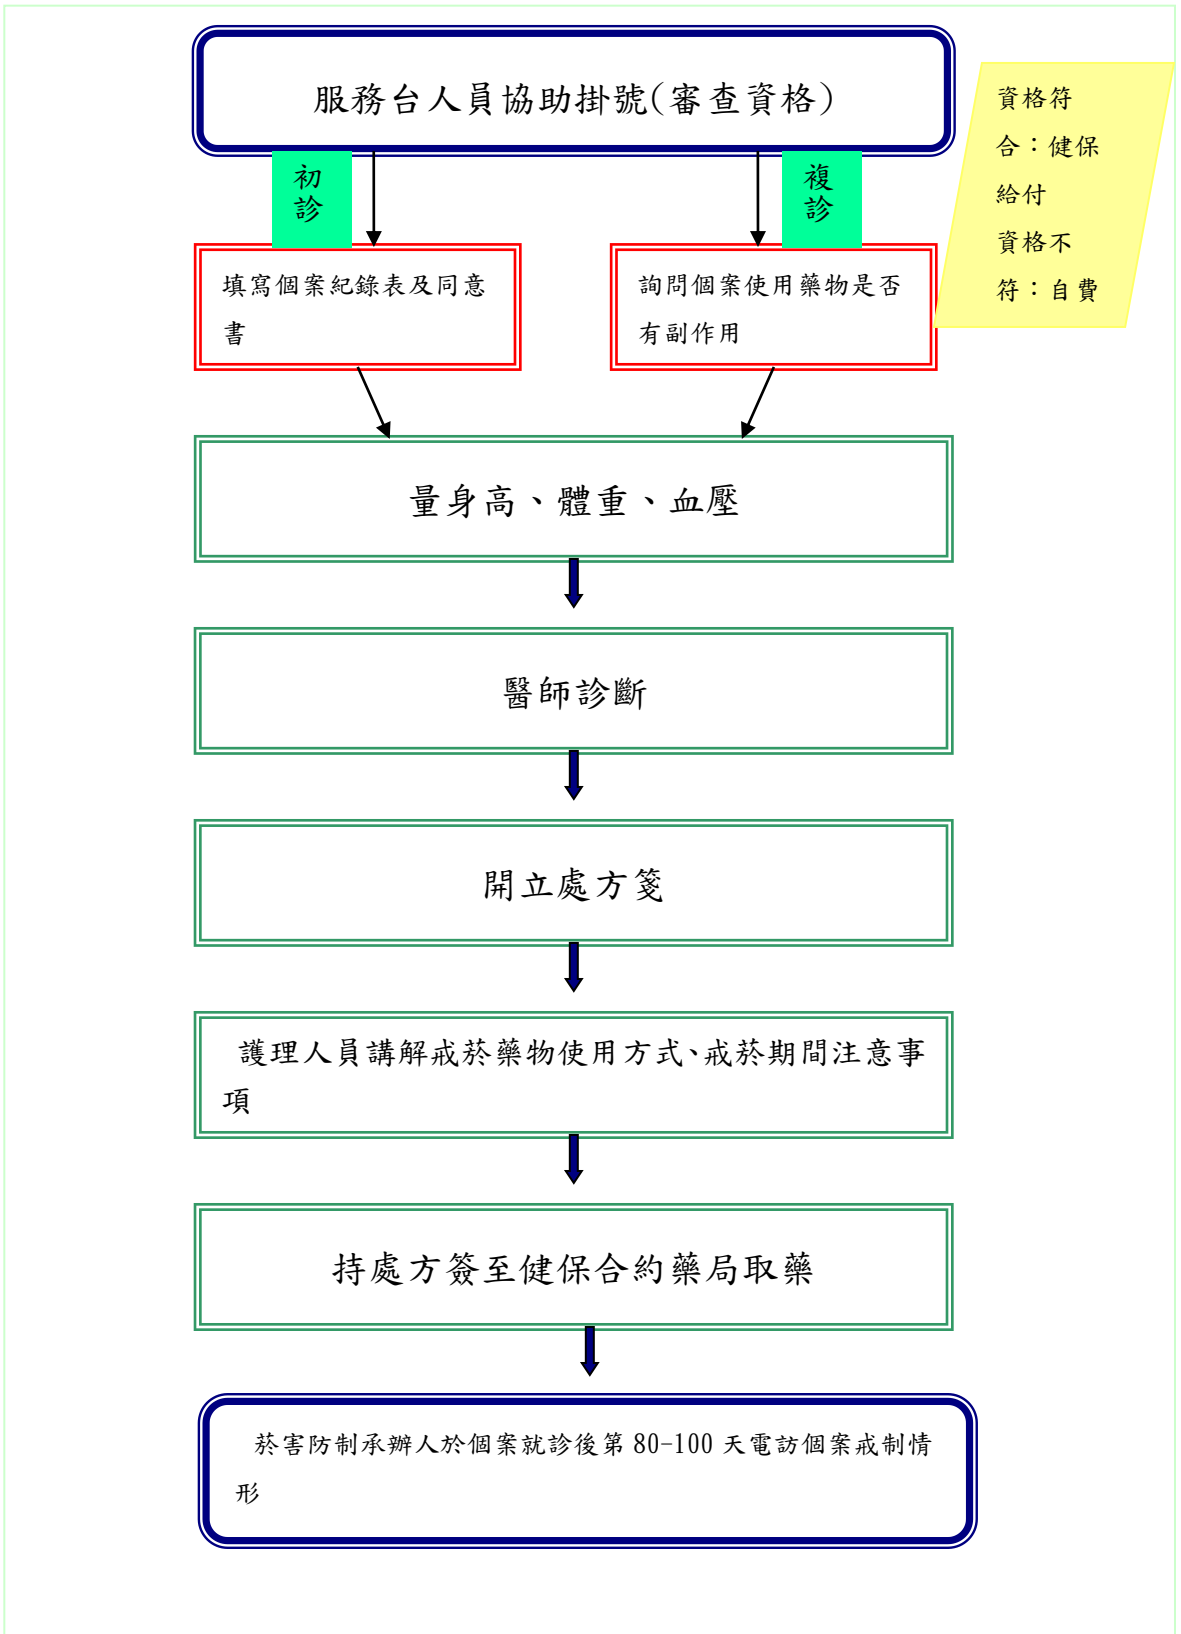 服務台人員協助掛號(審查資格)
資格符
合：健保
給付
資格不
符：自費
初
診
複
診
填寫個案紀錄表及同意
書
詢問個案使用藥物是否
有副作用
量身高、體重、血壓
醫師診斷
開立處方箋
護理人員講解戒菸藥物使用方式、戒菸期間注意事
項
持處方簽至健保合約藥局取藥
菸害防制承辦人於個案就診後第 80-100 天電訪個案戒制情
形